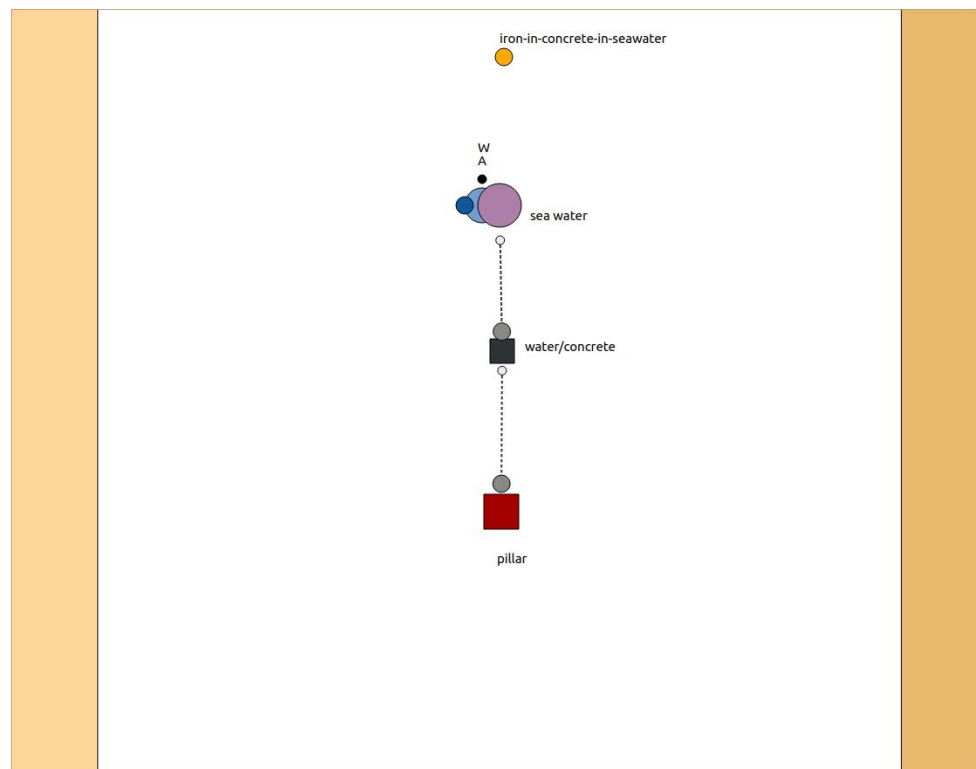 iron-in-concrete-in-seawater
W
A
sea water
water/concrete
pillar